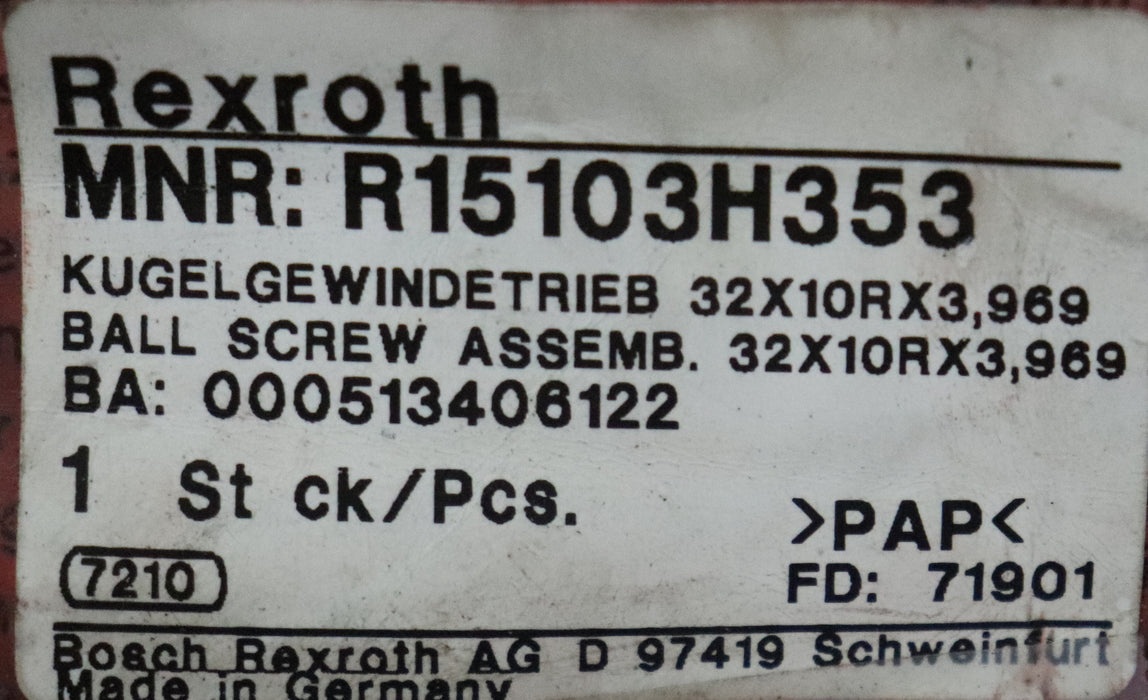 Rexroth
MNR: R15103H353
KUGELGEWINDETRIEB 32X10RX3,969
BALL SCREW ASSEMB. 32X10RX3,969
BA: 000513406122
1 St ck/Pcs.
>PAP<
7210
FD: 71901
Bosch Rexroth AG D 97419 Schweinfurt
Made in Germany